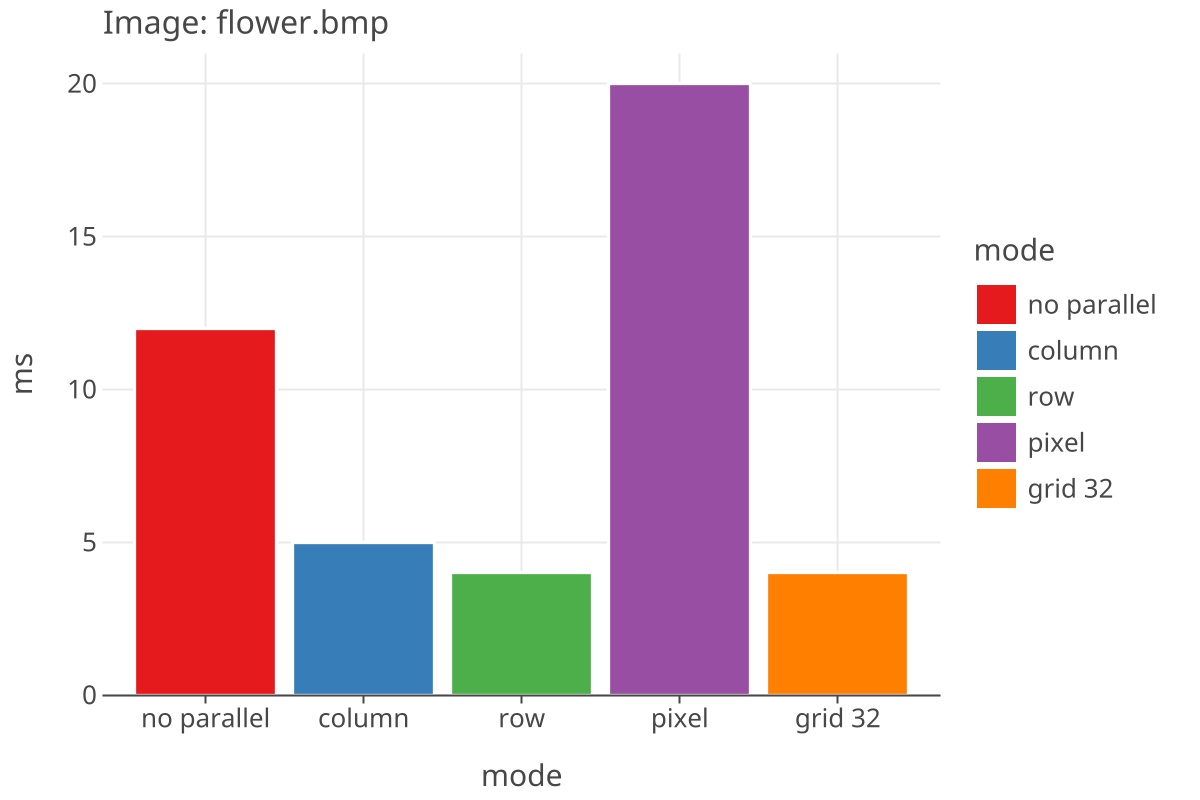 Image: flower.bmp
ms
20
15
10
5
0
no parallel column row pixel grid 32
mode
mode
no parallel
column
row
pixel
grid 32